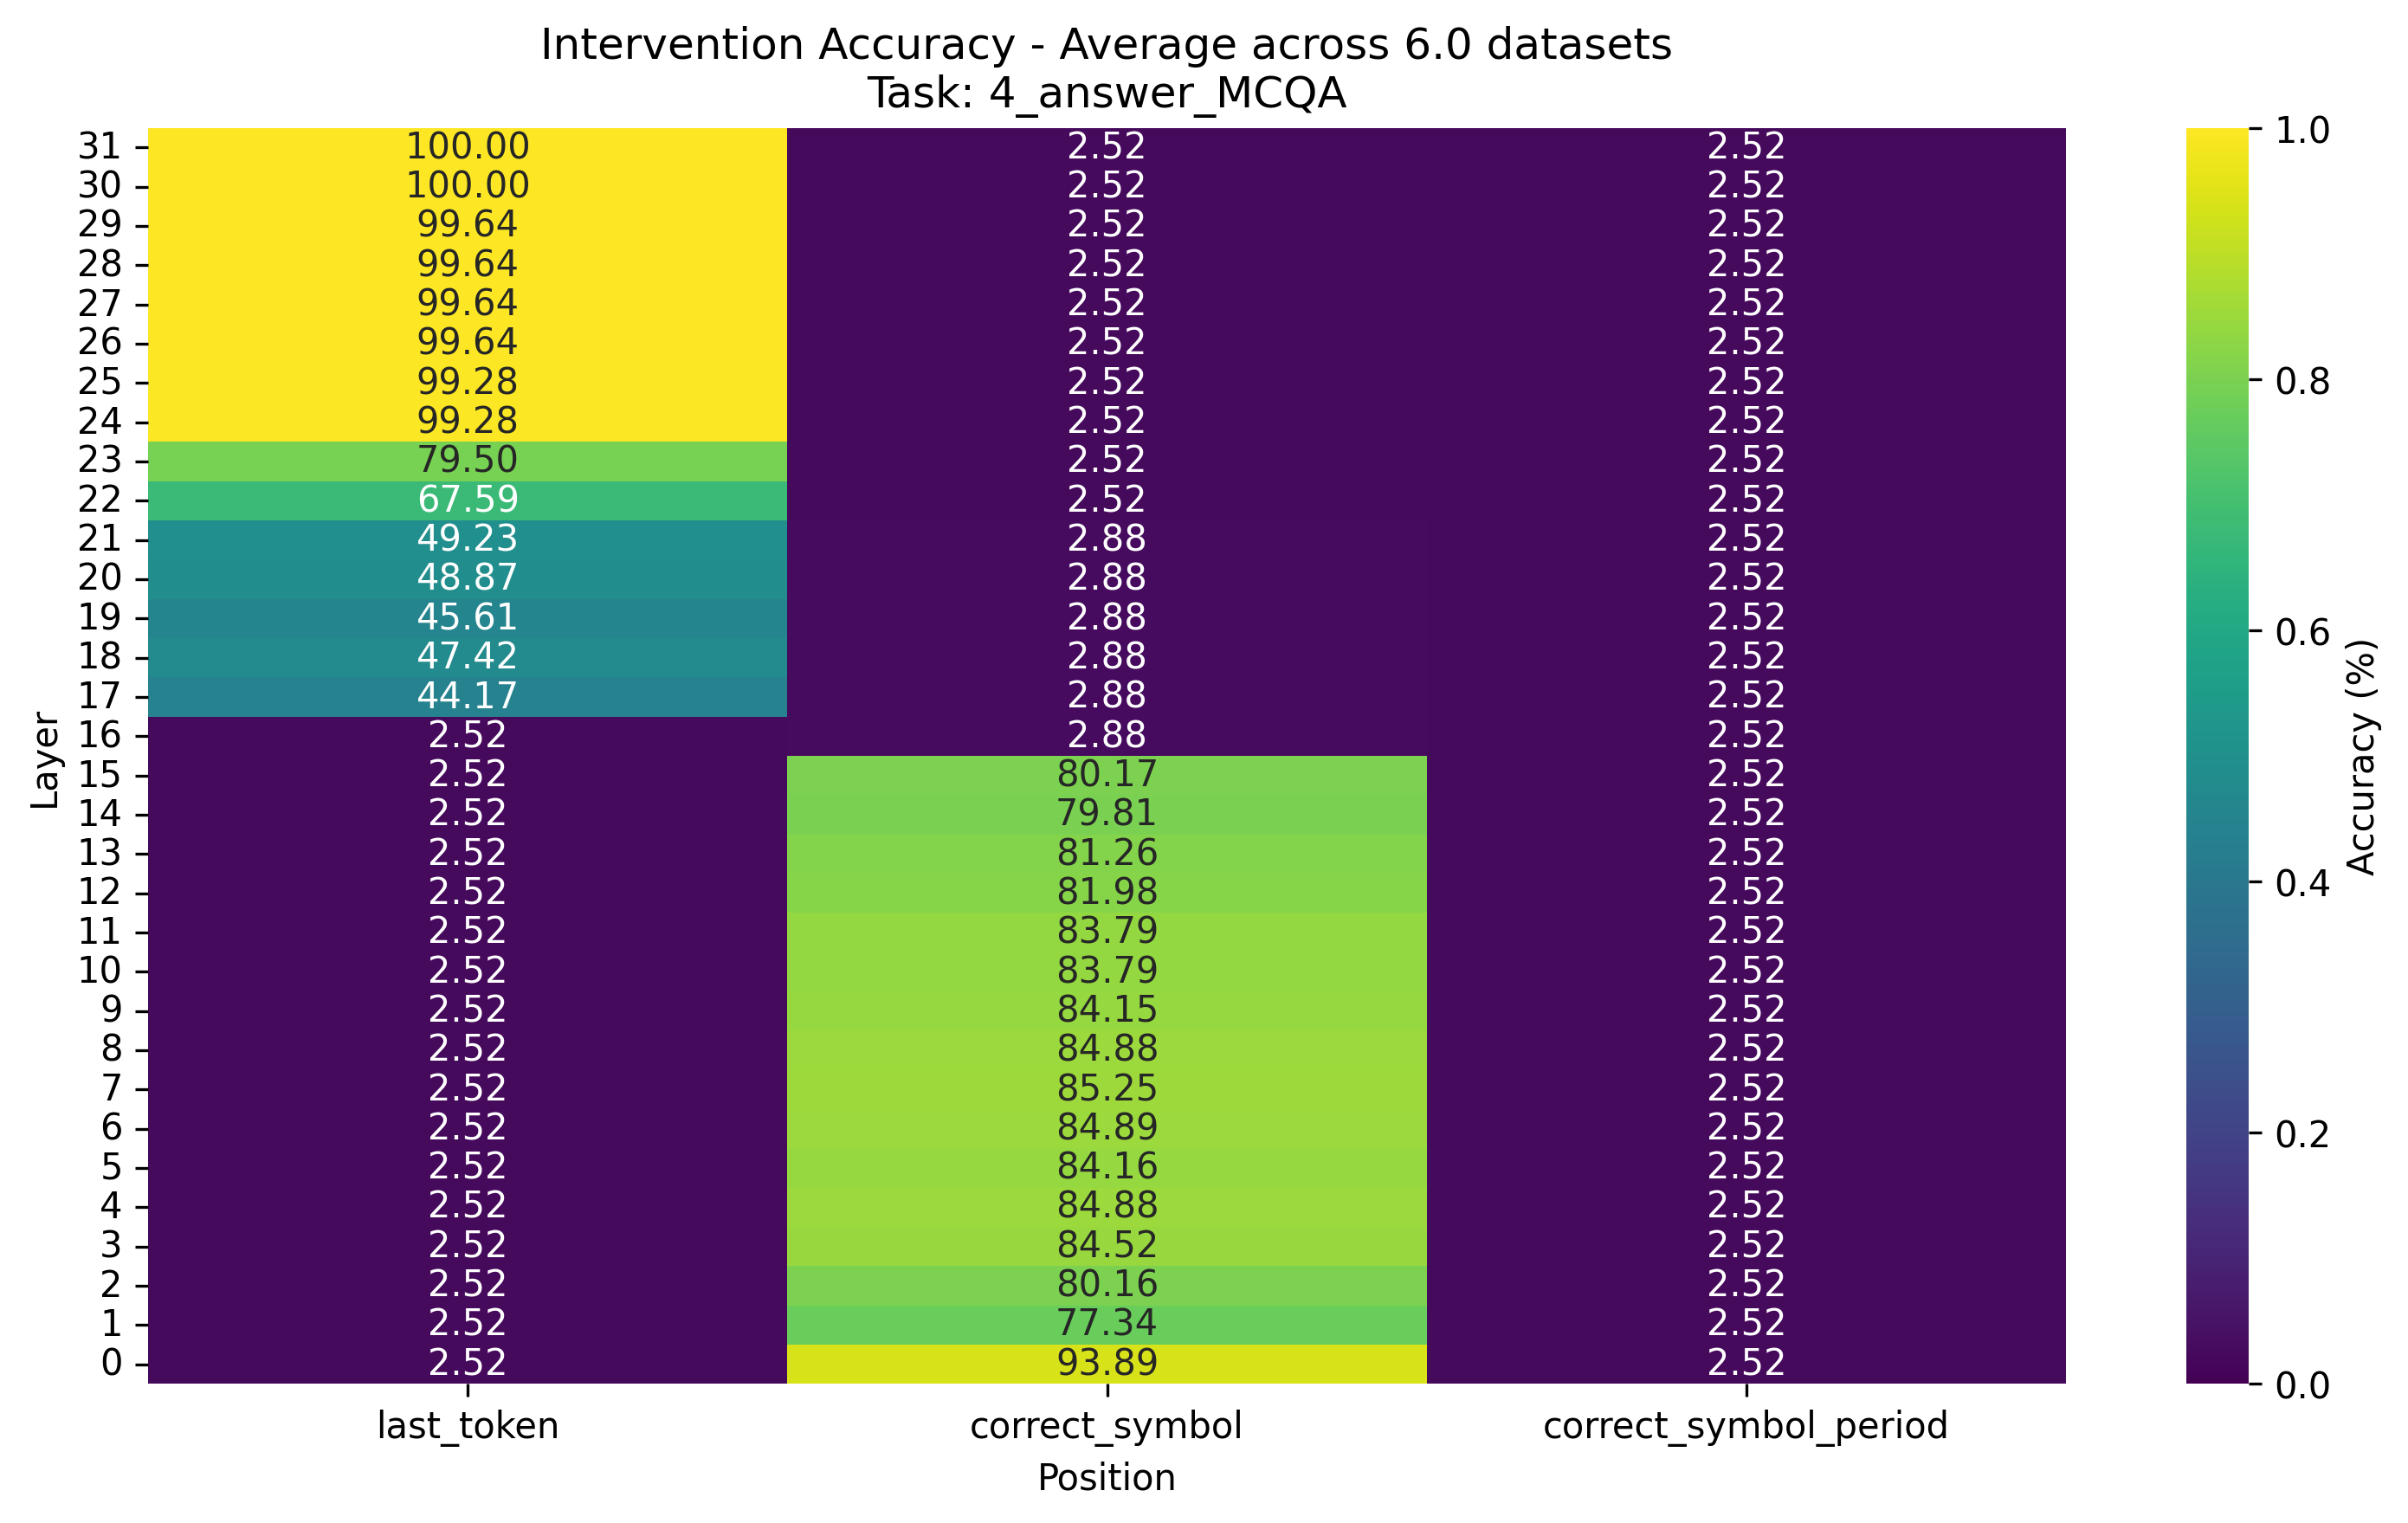 Intervention Accuracy - Average across 6.0 datasets
Task: 4_answer_MCQA
31 100.00 2.52 2.52
30 100.00 2.52 2.52
29 99.64 2.52 2.52
28 99.64 2.52 2.52
27 99.64 2.52 2.52
26 99.64 2.52 2.52
25 99.28 2.52 2.52
24 99.28 2.52 2.52
23 79.50 2.52 2.52
22 67.59 2.52 2.52
21 49.23 2.88 2.52
20 48.87 2.88 2.52
19 45.61 2.88 2.52
18 47.42 2.88 2.52
17 44.17 2.88 2.52
16 2.52 2.88 2.52
15 2.52 80.17 2.52
14 2.52 79.81 2.52
13 2.52 81.26 2.52
12 2.52 81.98 2.52
11 2.52 83.79 2.52
10 2.52 83.79 2.52
9 2.52 84.15 2.52
8 2.52 84.88 2.52
7 2.52 85.25 2.52
6 2.52 84.89 2.52
5 2.52 84.16 2.52
4 2.52 84.88 2.52
3 2.52 84.52 2.52
2 2.52 80.16 2.52
1 2.52 77.34 2.52
0 2.52 93.89 2.52
last_token correct_symbol correct_symbol_period
Position
Layer
1.0
0.8
0.6
0.4
0.2
0.0
Accuracy (%)